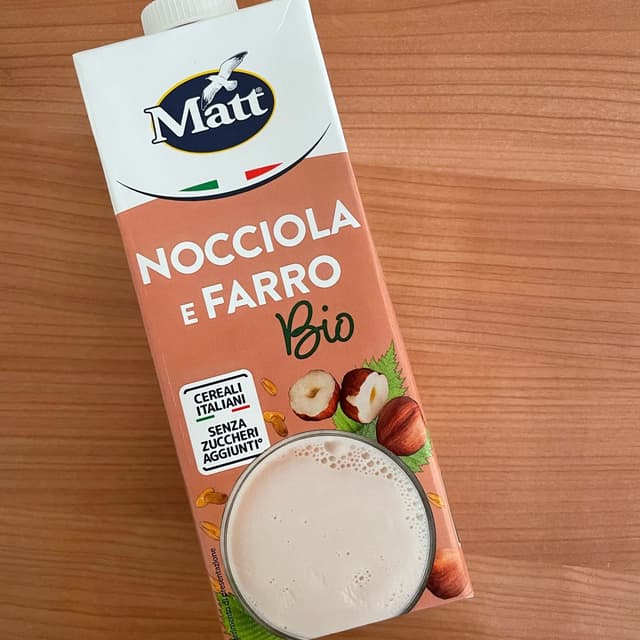 Matt
NOCCIOLA
E FARRO
Bio
CEREALI
ITALIANI
SENZA
ZUCCHERI
AGGIUNTI°